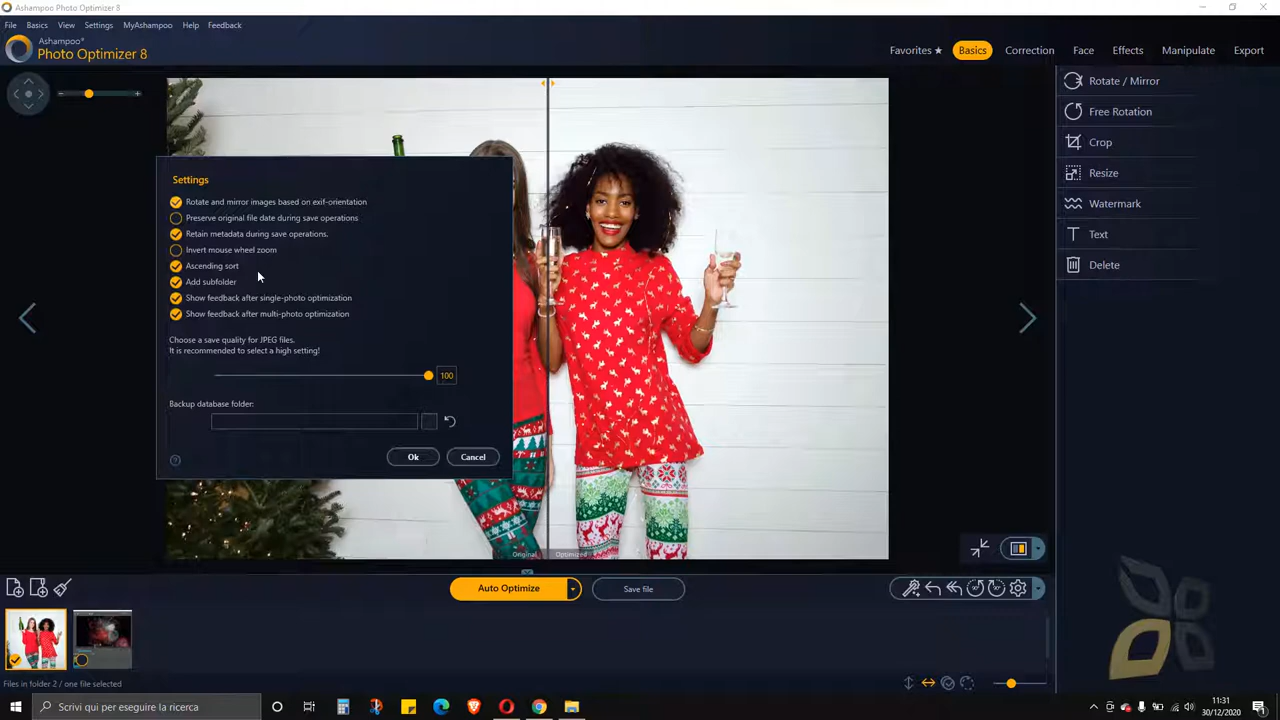 Ashampoo Photo Optimizer 8
File Basics View Settings MyAshampoo Help Feedback
Ashampoo®
Photo Optimizer 8
Favorites ★ Basics Correction Face Effects Manipulate Export
Rotate / Mirror
Free Rotation
Crop
Resize
Watermark
Text
Delete
Settings
Rotate and mirror images based on exif-orientation
Preserve original file date during save operations
Retain metadata during save operations.
Invert mouse wheel zoom
Ascending sort
Add subfolder
Show feedback after single-photo optimization
Show feedback after multi-photo optimization
Choose a save quality for JPEG files.
It is recommended to select a high setting!
100
Backup database folder:
Ok Cancel
Original Optimized
Auto Optimize Save file
Files in folder 2 / one file selected
Scrivi qui per eseguire la ricerca
11:31
30/12/2020